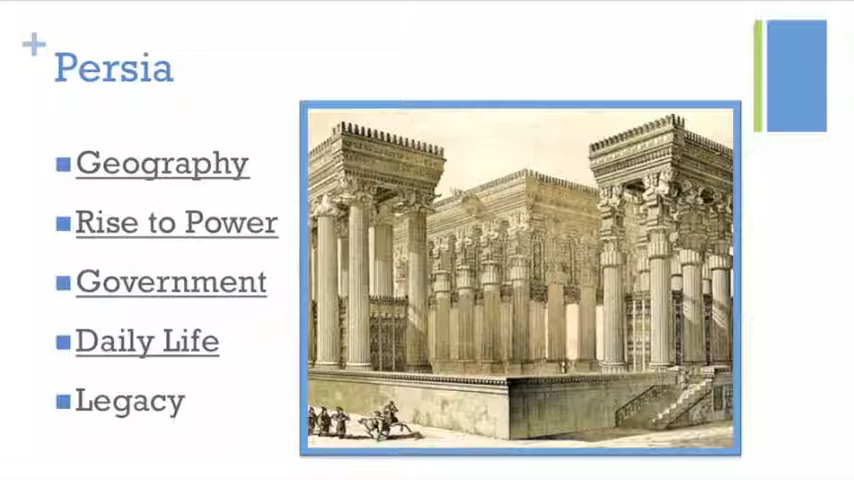 Persia
Geography
Rise to Power
Government
Daily Life
Legacy